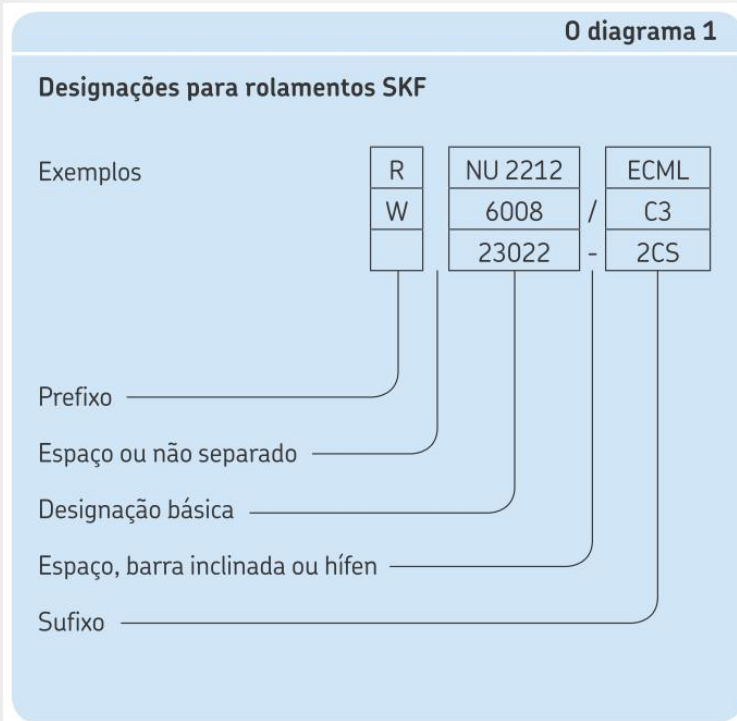 O diagrama 1
Designações para rolamentos SKF
Exemplos R NU 2212 ECML
W 6008 / C3
23022 - 2CS
Prefixo
Espaço ou não separado
Designação básica
Espaço, barra inclinada ou hífen
Sufixo